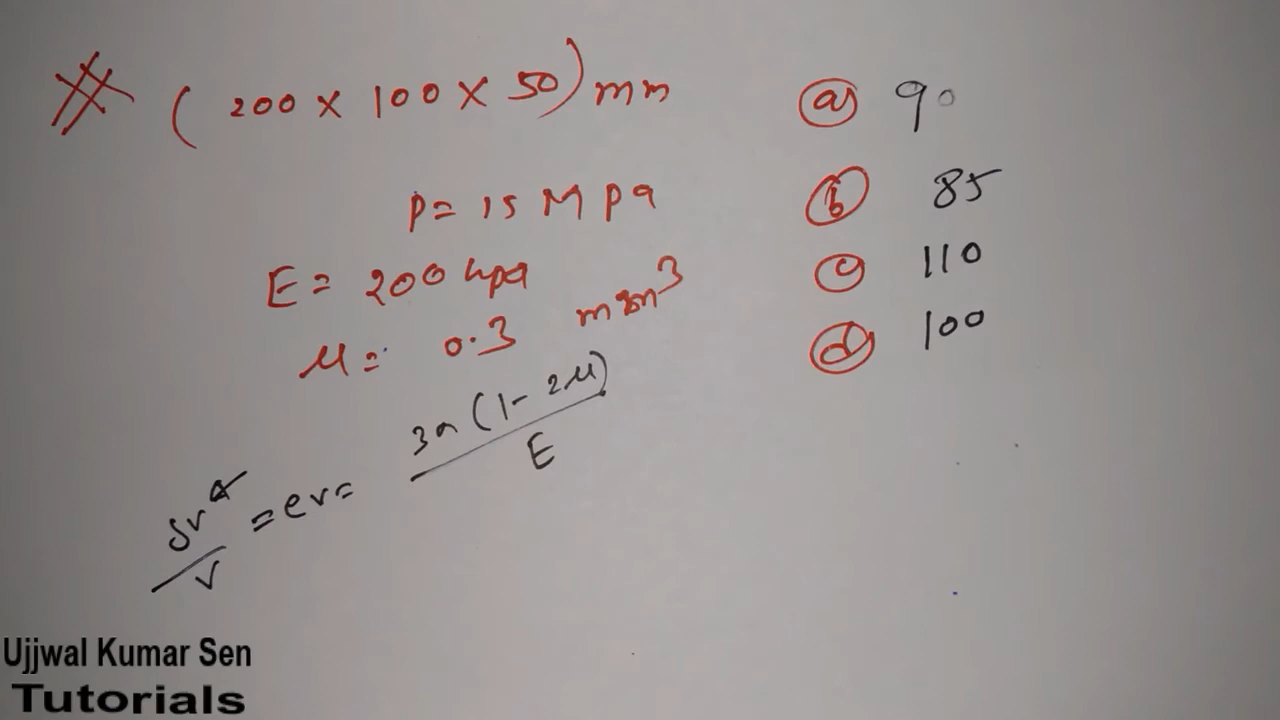 (200 x 100 x 50) mm
P = 15 MPa
E = 200 GPa
μ = 0.3 mm³
δv/v = ev = 3σ(1-2μ)/E
(a) 90
(b) 85
(c) 110
(d) 100
Ujjwal Kumar Sen
Tutorials